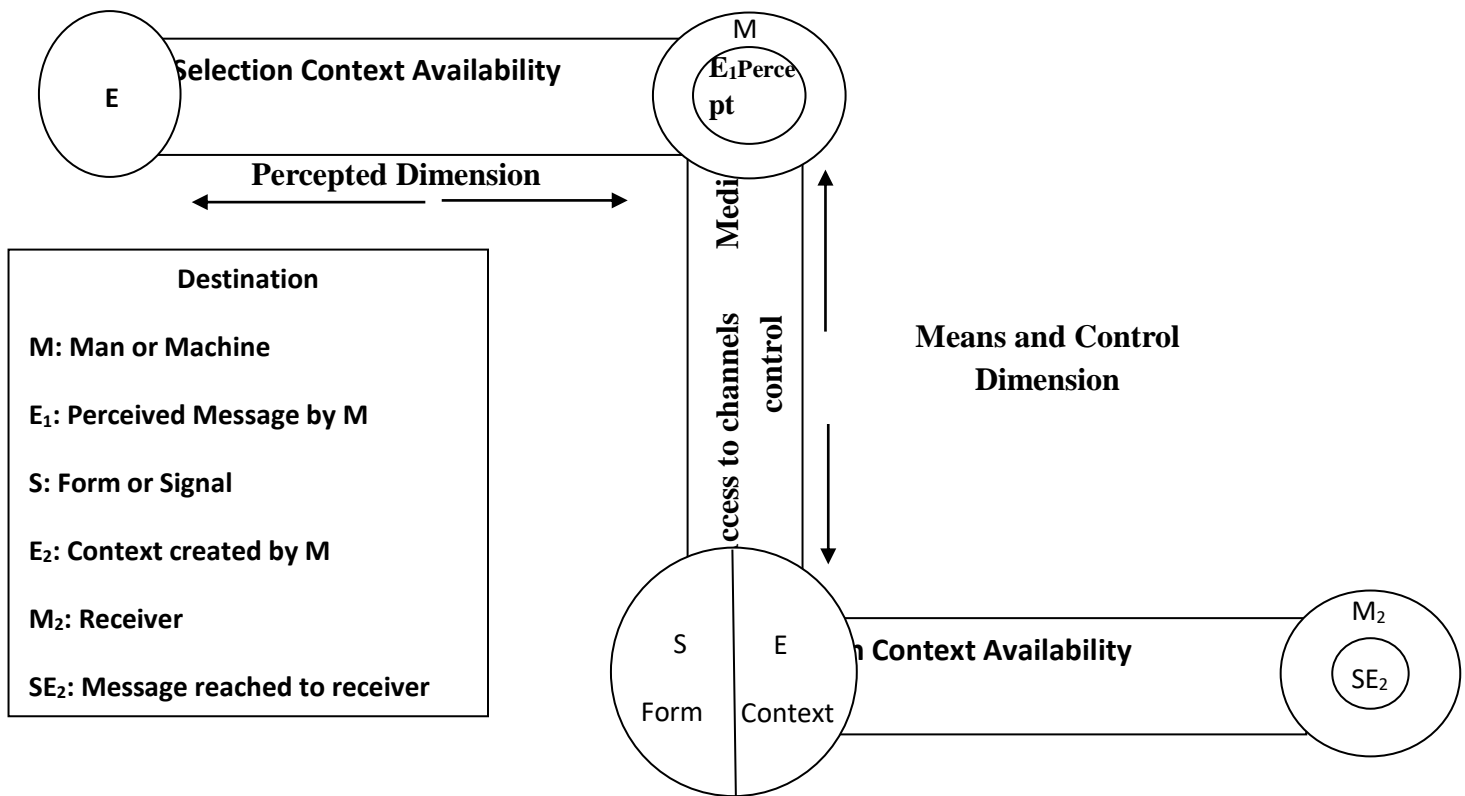 M
Selection Context Availability
E₁Perce
pt
E
Percepted Dimension
Medi
control
ccess to channels
Means and Control
Dimension
Destination
M: Man or Machine
E₁: Perceived Message by M
S: Form or Signal
E₂: Context created by M
M₂: Receiver
SE₂: Message reached to receiver
S
E
Form
Context
n Context Availability
M₂
SE₂